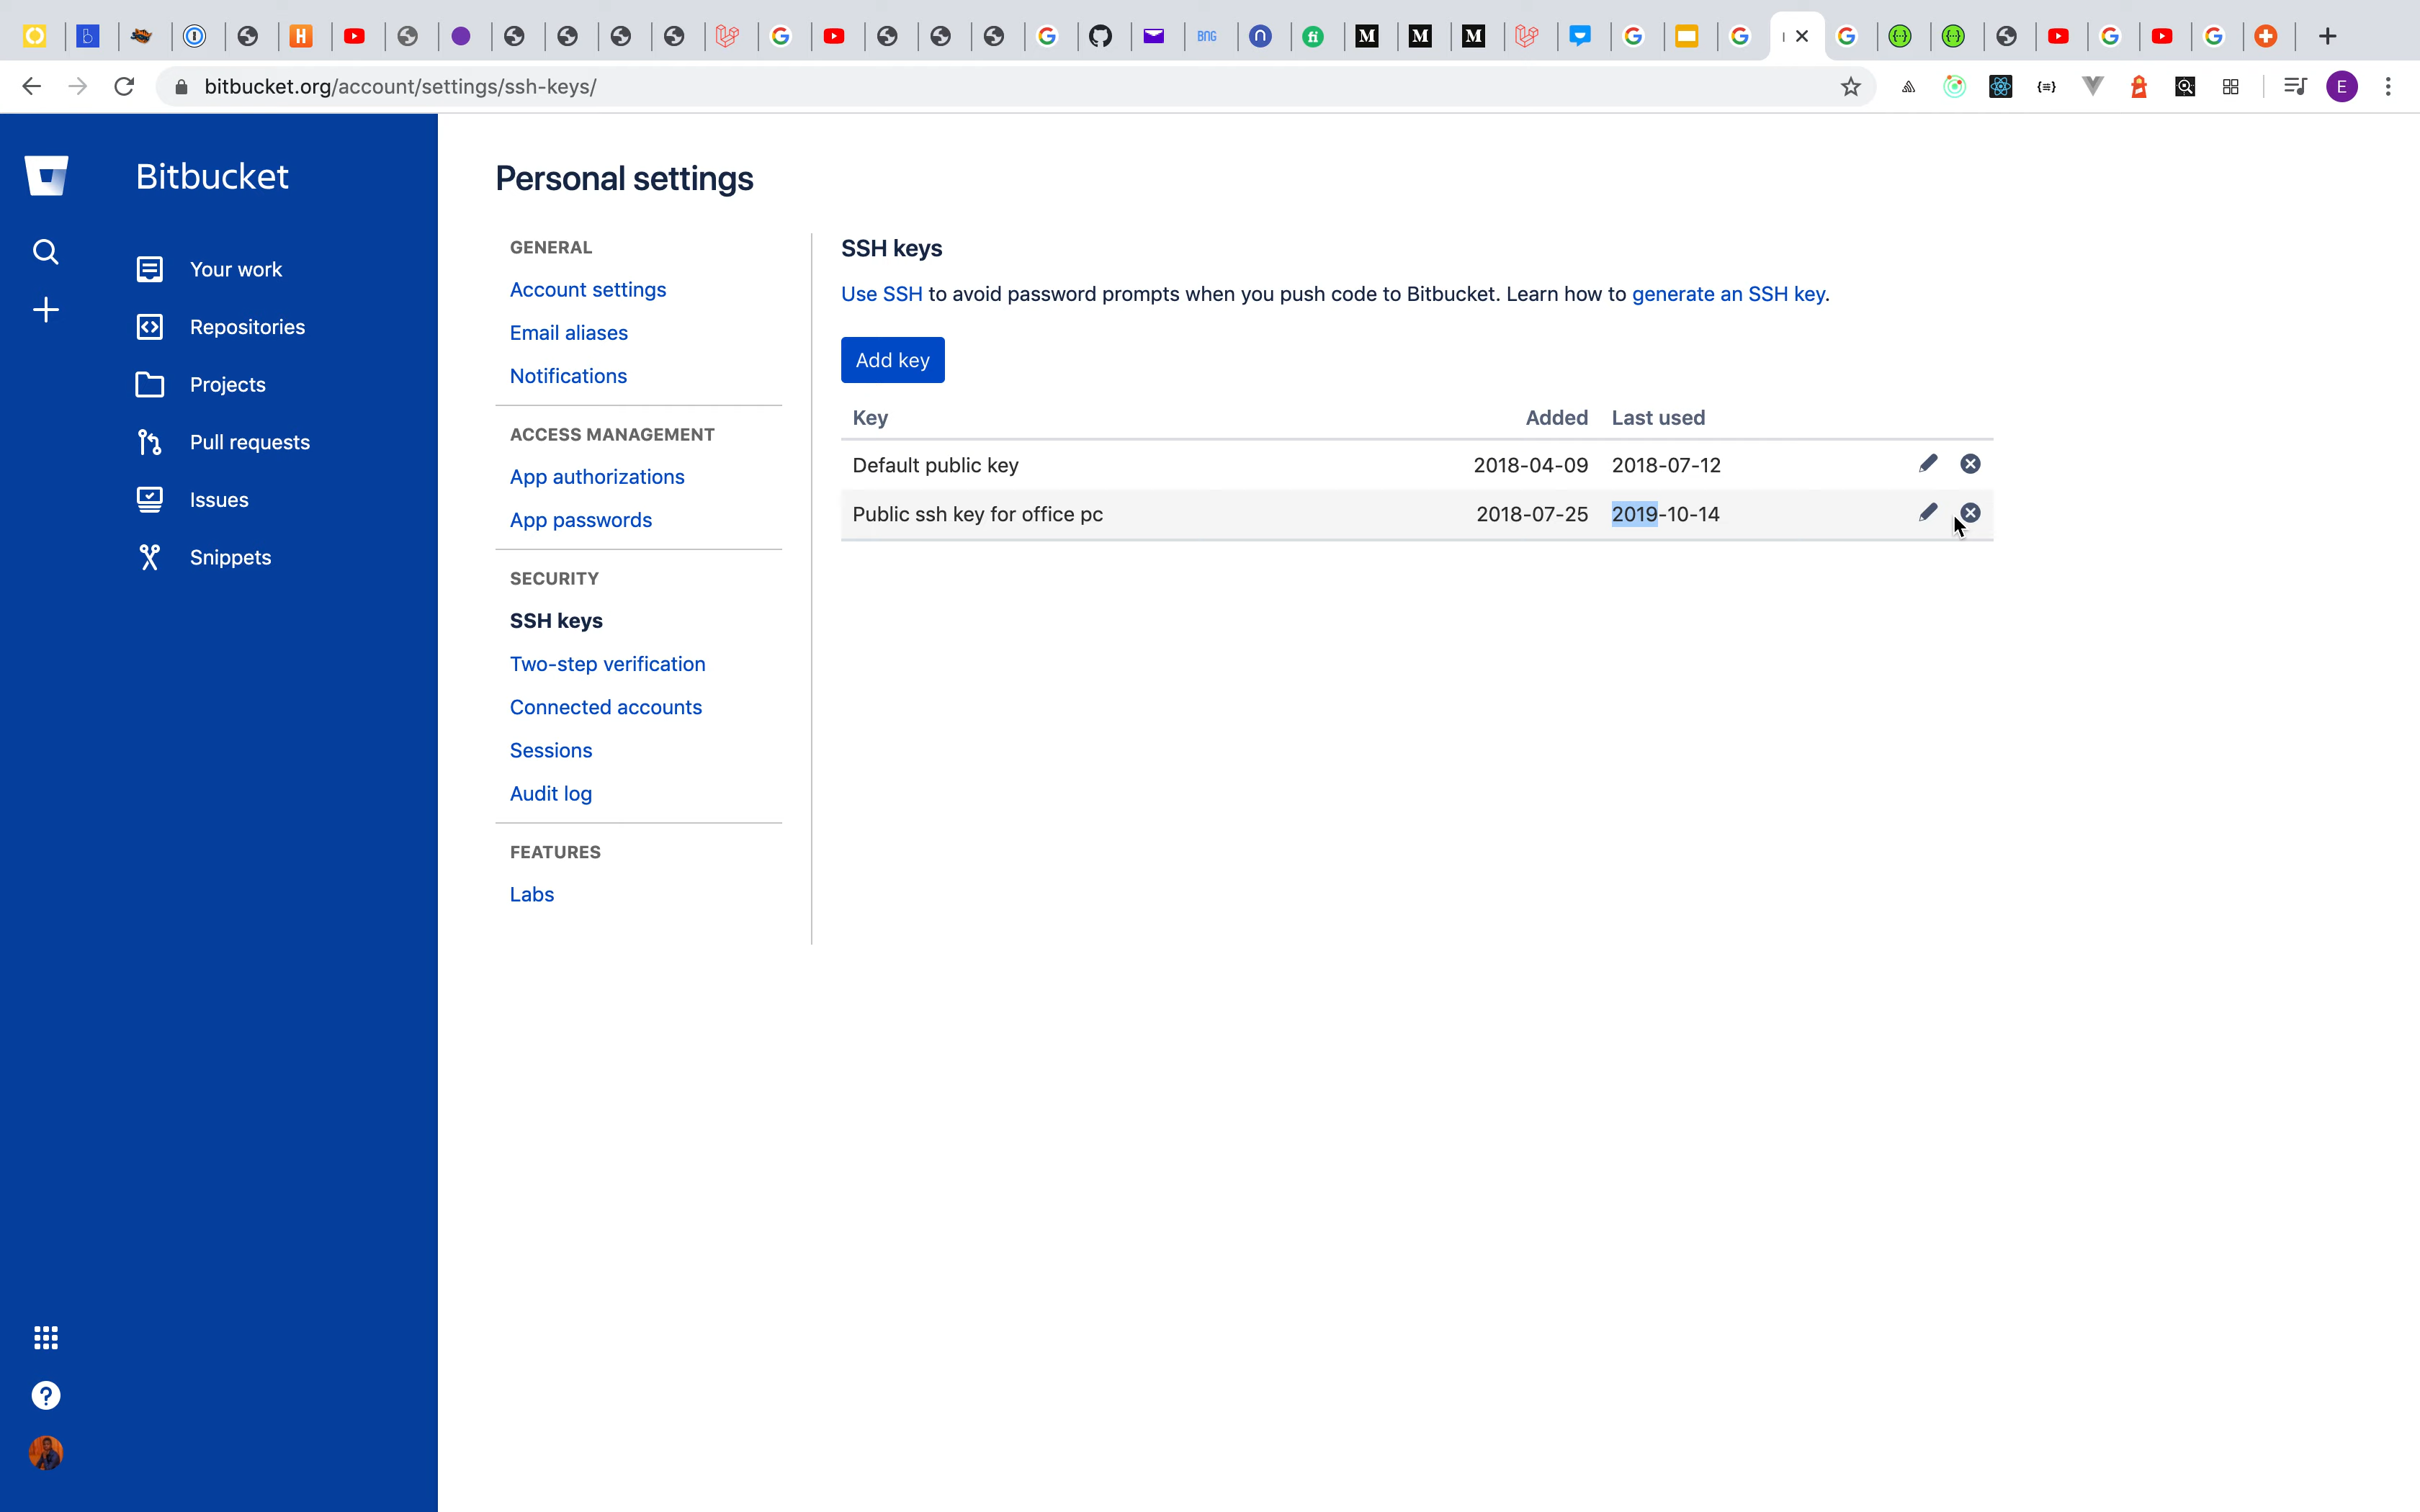 bitbucket.org/account/settings/ssh-keys/
E
Bitbucket
Your work
Repositories
Projects
Pull requests
Issues
Snippets
Personal settings
GENERAL
Account settings
Email aliases
Notifications
ACCESS MANAGEMENT
App authorizations
App passwords
SECURITY
SSH keys
Two-step verification
Connected accounts
Sessions
Audit log
FEATURES
Labs
SSH keys
Use SSH to avoid password prompts when you push code to Bitbucket. Learn how to generate an SSH key.
Add key
Key Added Last used
Default public key 2018-04-09 2018-07-12
Public ssh key for office pc 2018-07-25 2019-10-14